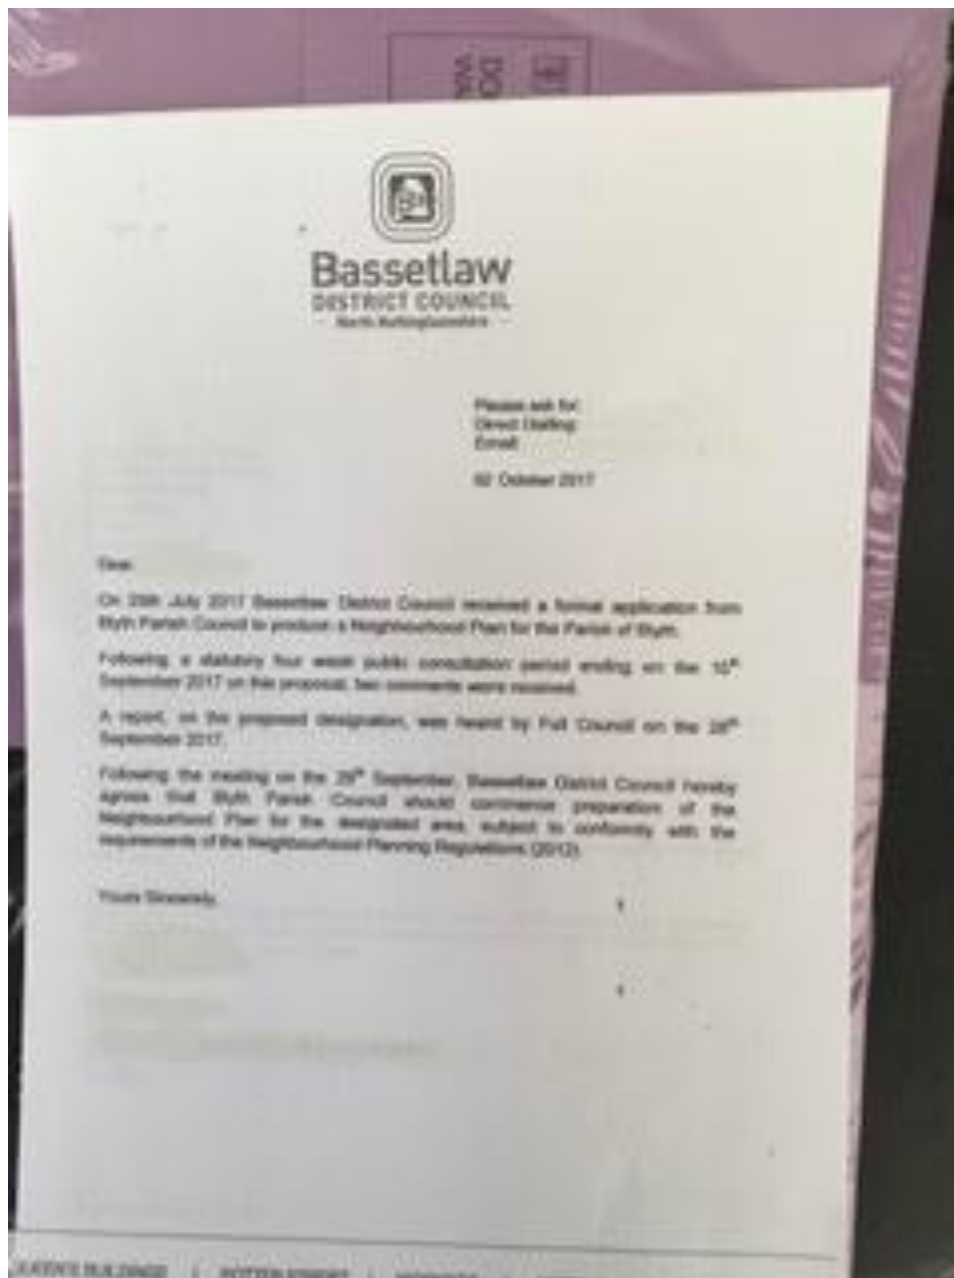 Bassetlaw
DISTRICT COUNCIL
North Nottinghamshire
Please ask for:
Direct Dialling:
Email:
02 October 2017
Dear
On July 2017 Bassetlaw District Council received a formal application from
Blyth Parish Council to produce a Neighbourhood Plan for the Parish of Blyth.
Following a statutory four week public consultation period ending on the
September 2017 on this proposal, comments were received.
A report, on the proposed designation, was heard by Full Council on the 28th
September 2017.
Following the meeting on the September, Bassetlaw District Council hereby
agrees that Blyth Parish Council should commence preparation of the
Neighbourhood Plan for the designated area, subject to conformity with the
requirements of the Neighbourhood Planning Regulations (2012).
Yours Sincerely,
QUEEN'S BUILDINGS | POTTER STREET | WORKSOP